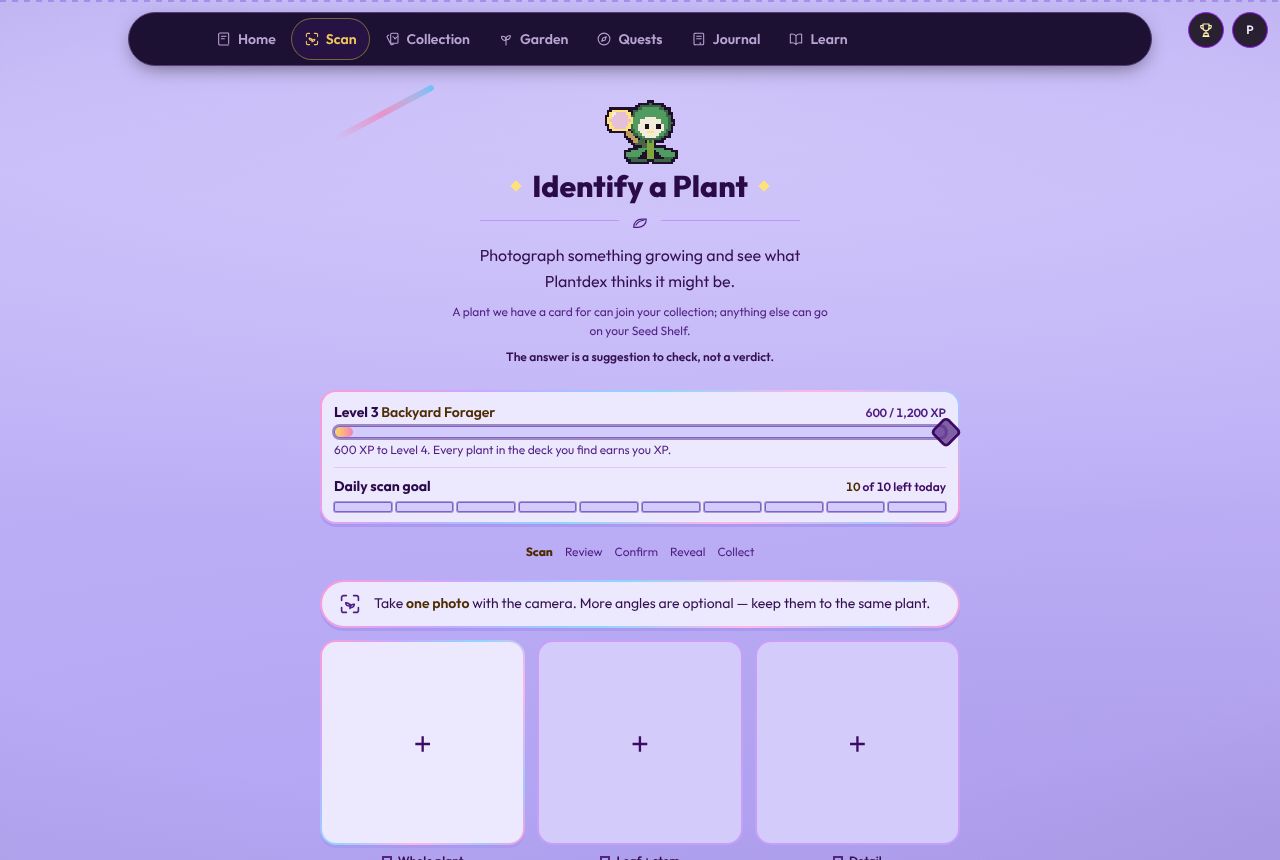 Home
Scan
Collection
Garden
Quests
Journal
Learn
P
Identify a Plant
Photograph something growing and see what
Plantdex thinks it might be.
A plant we have a card for can join your collection; anything else can go
on your Seed Shelf.
The answer is a suggestion to check, not a verdict.
Level 3 Backyard Forager
600 / 1,200 XP
600 XP to Level 4. Every plant in the deck you find earns you XP.
Daily scan goal
10 of 10 left today
Scan Review Confirm Reveal Collect
Take one photo with the camera. More angles are optional — keep them to the same plant.
+ + +
Whole plant
Detail